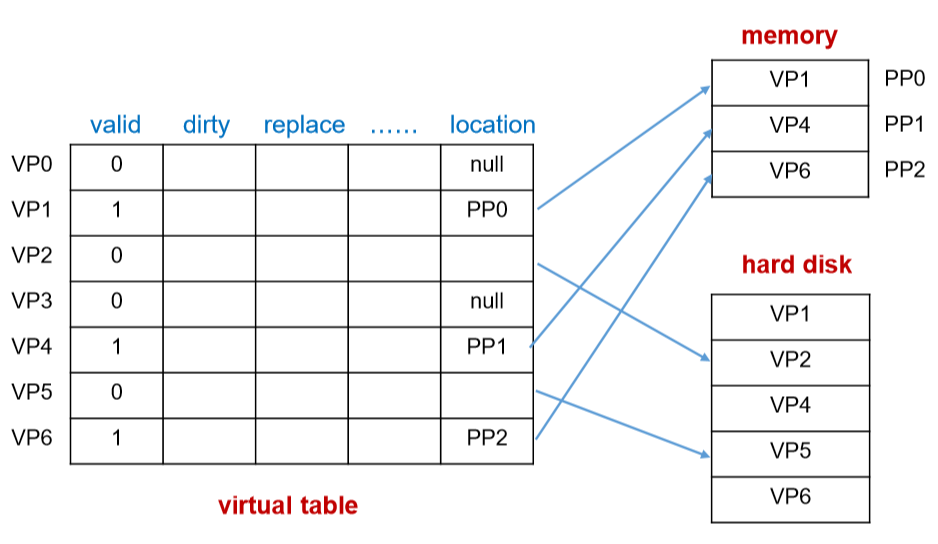 memory
VP1 PP0
VP4 PP1
VP6 PP2
valid dirty replace …… location
VP0 0 null
VP1 1 PP0
VP2 0
VP3 0 null
VP4 1 PP1
VP5 0
VP6 1 PP2
virtual table
hard disk
VP1
VP2
VP4
VP5
VP6